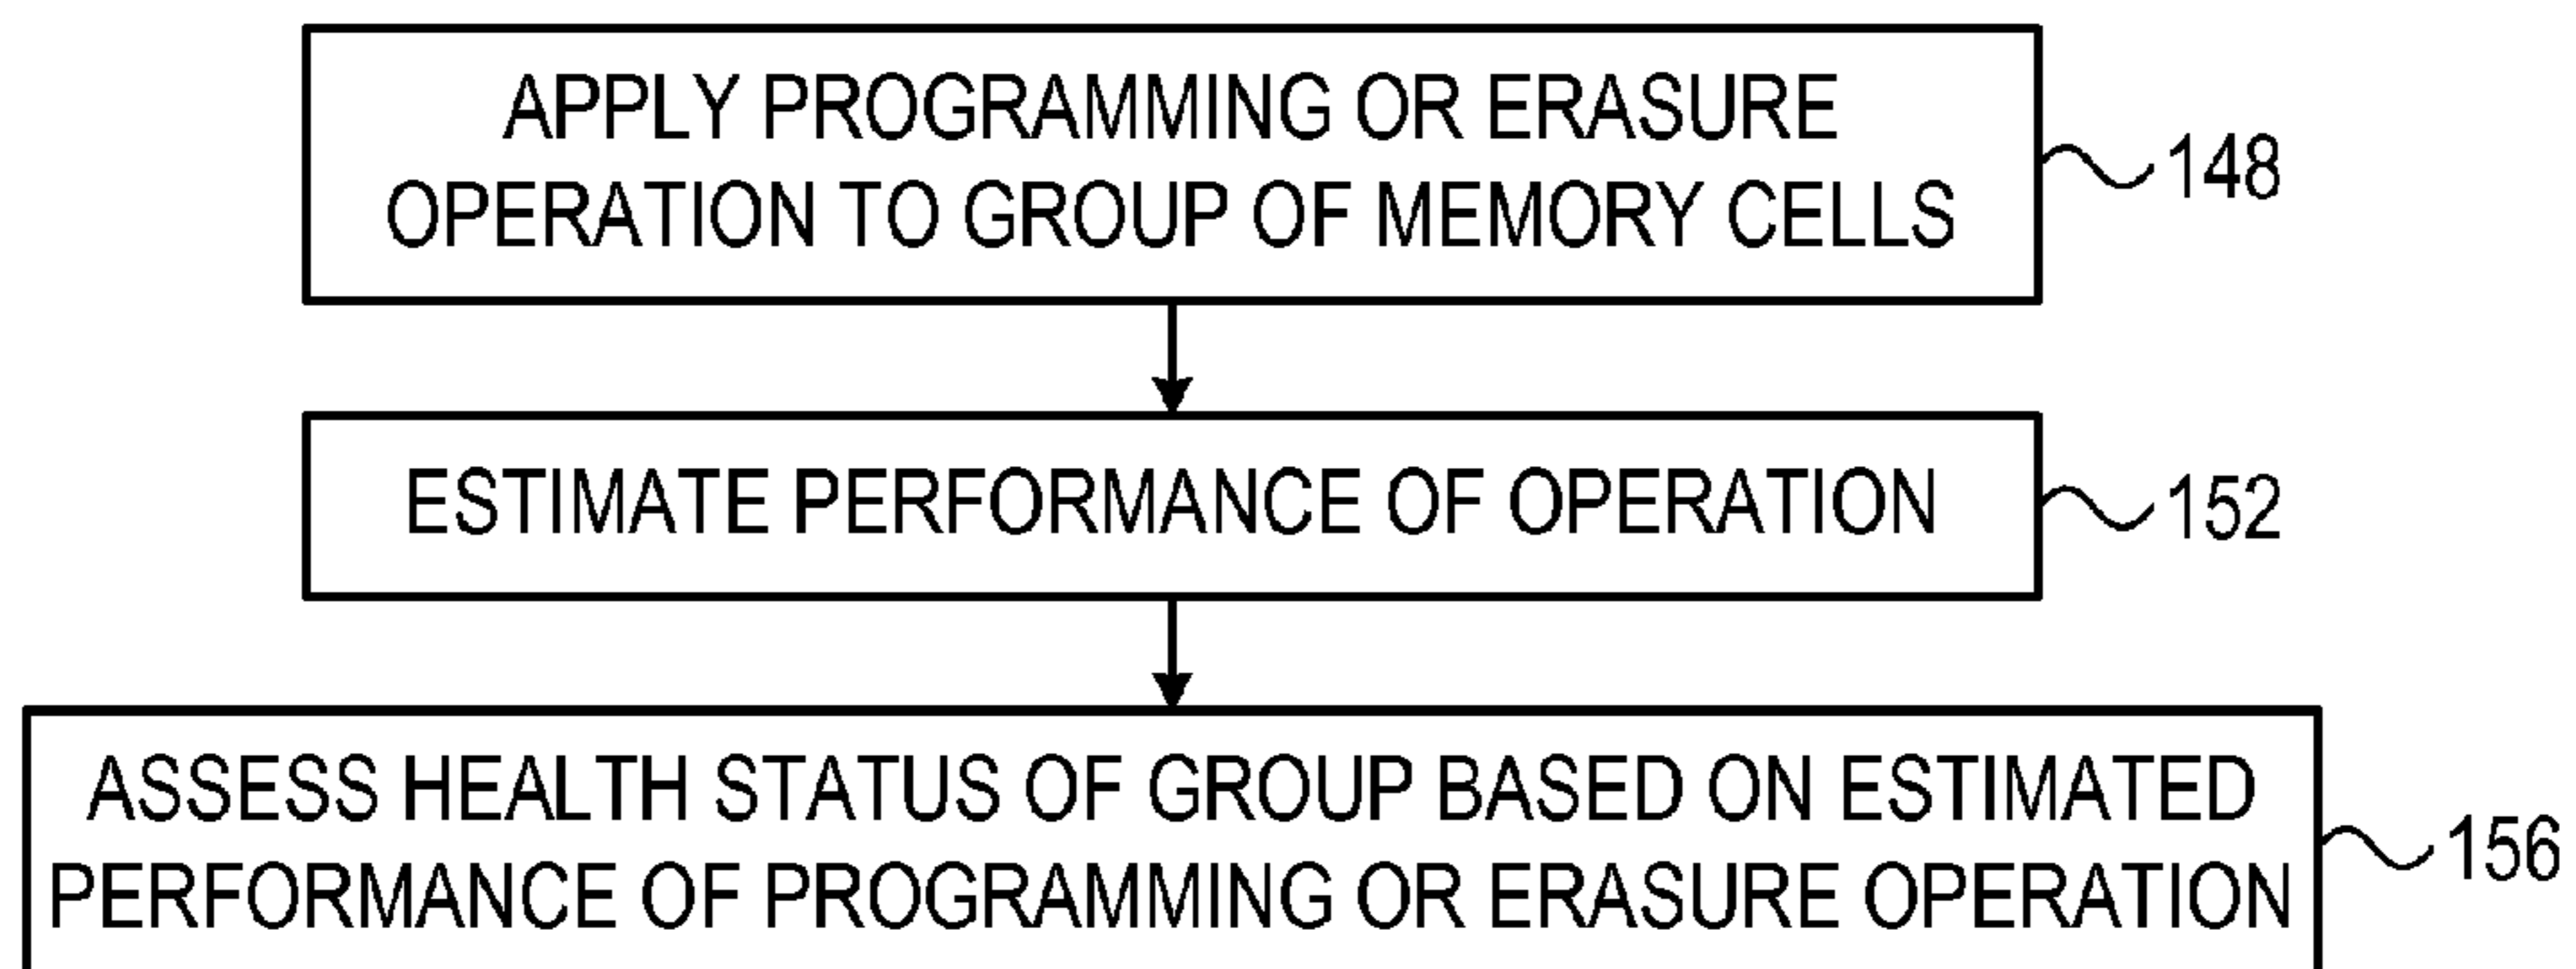 APPLY PROGRAMMING OR ERASURE
OPERATION TO GROUP OF MEMORY CELLS
148
ESTIMATE PERFORMANCE OF OPERATION
152
ASSESS HEALTH STATUS OF GROUP BASED ON ESTIMATED
PERFORMANCE OF PROGRAMMING OR ERASURE OPERATION
156